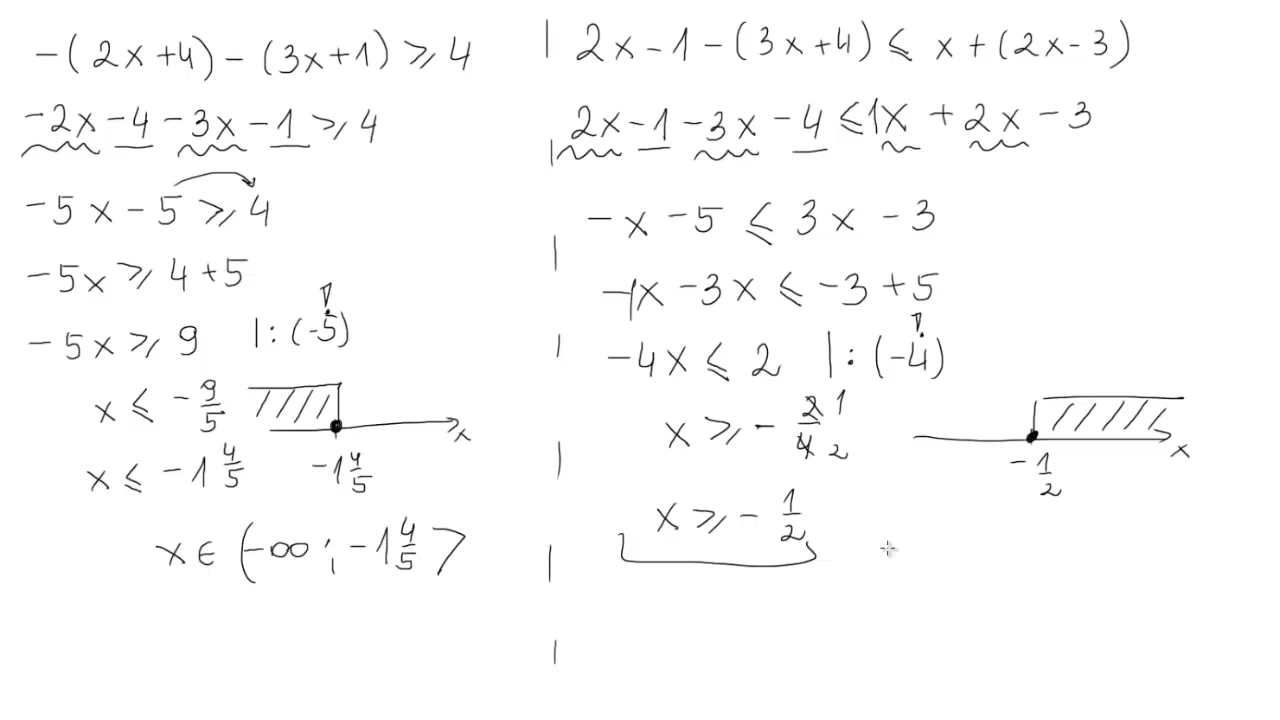 -(2x+4)-(3x+1) ⩾ 4
-2x-4-3x-1 ⩾ 4
-5x-5 ⩾ 4
-5x ⩾ 4+5
-5x ⩾ 9 |:(-5) !
x ⩽ -9/5
x
x ⩽ -1 4/5
-1 4/5
x ∈ (-∞; -1 4/5 >
2x-1-(3x+4) ⩽ x+(2x-3)
2x-1-3x-4 ⩽ 1x+2x-3
-x-5 ⩽ 3x-3
-1x-3x ⩽ -3+5
-4x ⩽ 2 |:(-4) !
x ⩾ -2/4 1/2
x
-1/2
x ⩾ -1/2